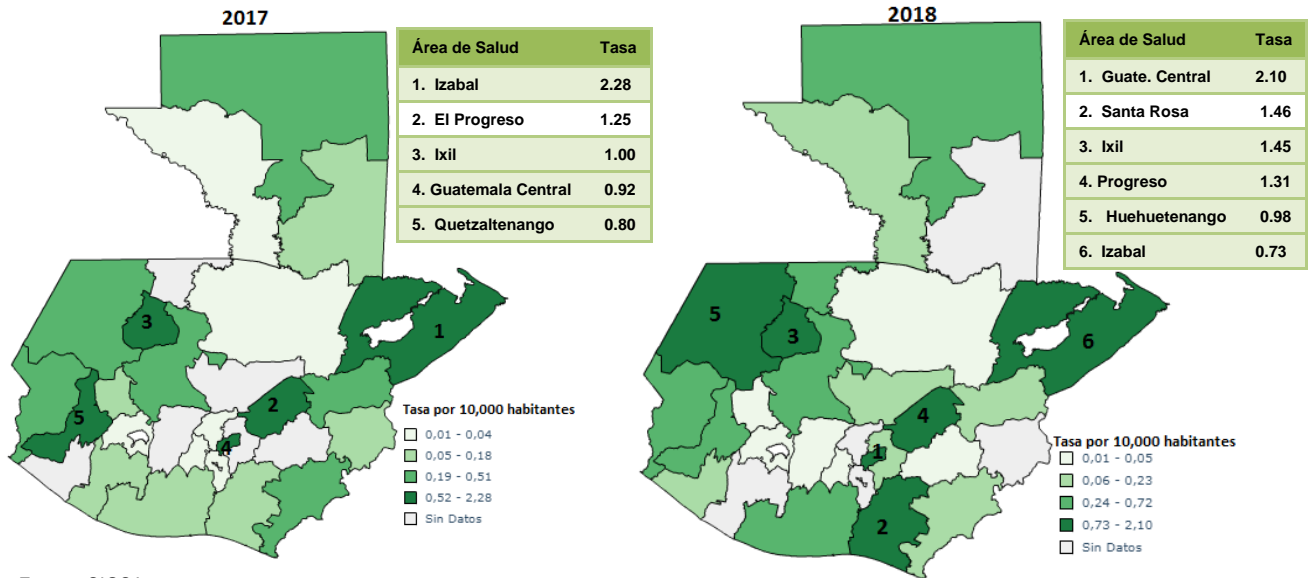 2017
Área de Salud Tasa
1. Izabal 2.28
2. El Progreso 1.25
3. Ixil 1.00
4. Guatemala Central 0.92
5. Quetzaltenango 0.80
3
1
5
2
4
Tasa por 10,000 habitantes
0,01 - 0,04
0,05 - 0,18
0,19 - 0,51
0,52 - 2,28
Sin Datos
2018
Área de Salud Tasa
1. Guate. Central 2.10
2. Santa Rosa 1.46
3. Ixil 1.45
4. Progreso 1.31
5. Huehuetenango 0.98
6. Izabal 0.73
5
3
6
4
1
2
Tasa por 10,000 habitantes
0,01 - 0,05
0,06 - 0,23
0,24 - 0,72
0,73 - 2,10
Sin Datos